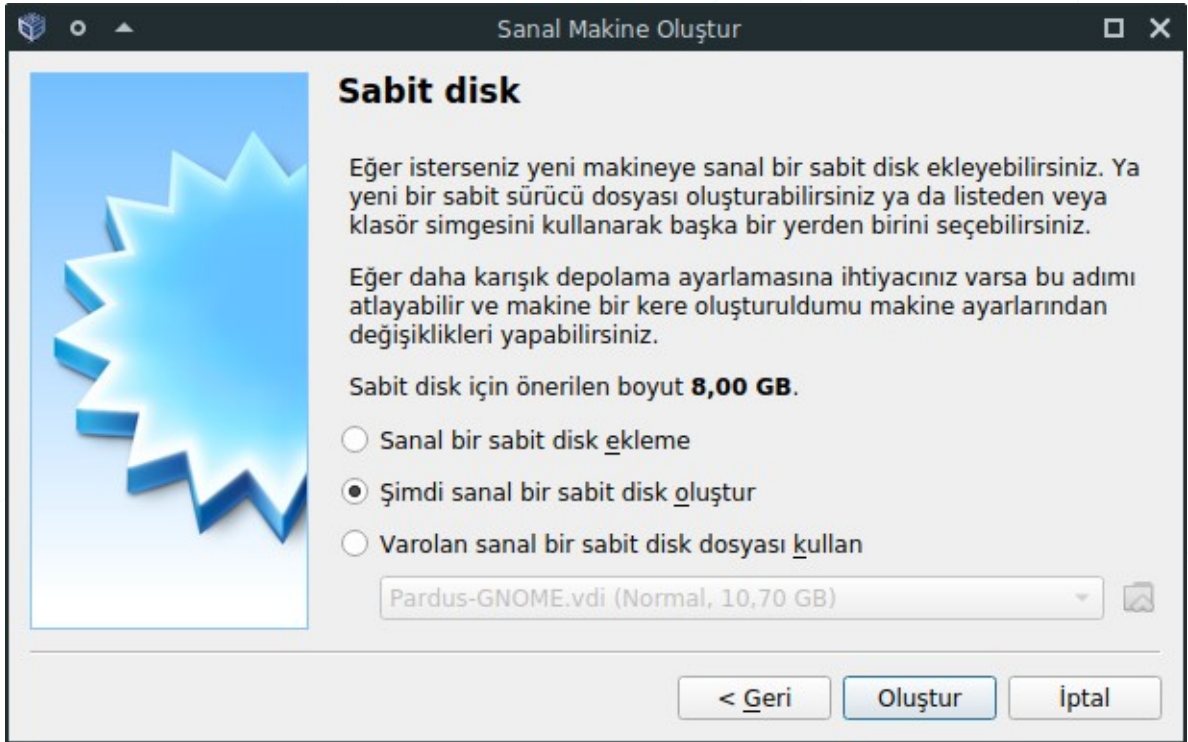 Sanal Makine Oluştur
Sabit disk
Eğer isterseniz yeni makineye sanal bir sabit disk ekleyebilirsiniz. Ya
yeni bir sabit sürücü dosyası oluşturabilirsiniz ya da listeden veya
klasör simgesini kullanarak başka bir yerden birini seçebilirsiniz.
Eğer daha karışık depolama ayarlamasına ihtiyacınız varsa bu adımı
atlayabilir ve makine bir kere oluşturuldumu makine ayarlarından
değişiklikleri yapabilirsiniz.
Sabit disk için önerilen boyut 8,00 GB.
Sanal bir sabit disk ekleme
Şimdi sanal bir sabit disk oluştur
Varolan sanal bir sabit disk dosyası kullan
Pardus-GNOME.vdi (Normal, 10,70 GB)
< Geri
Oluştur
İptal